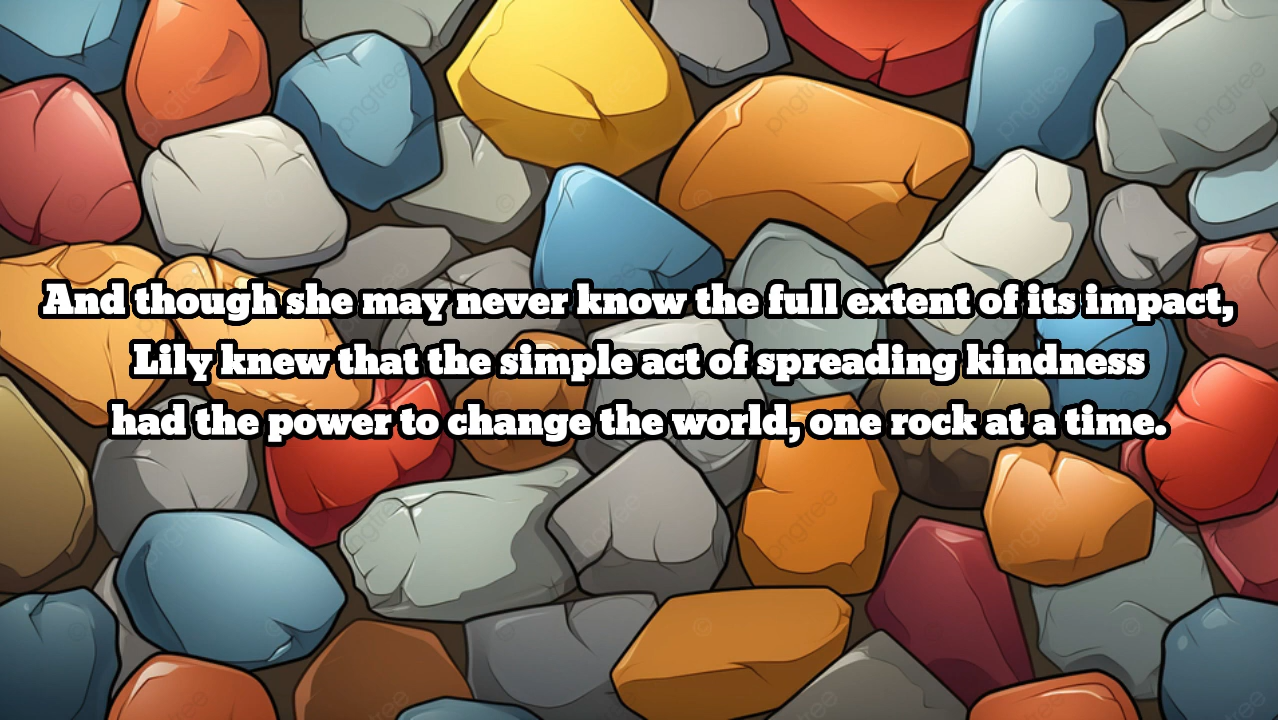 And though she may never know the full extent of its impact,
Lily knew that the simple act of spreading kindness
had the power to change the world, one rock at a time.
pngtree